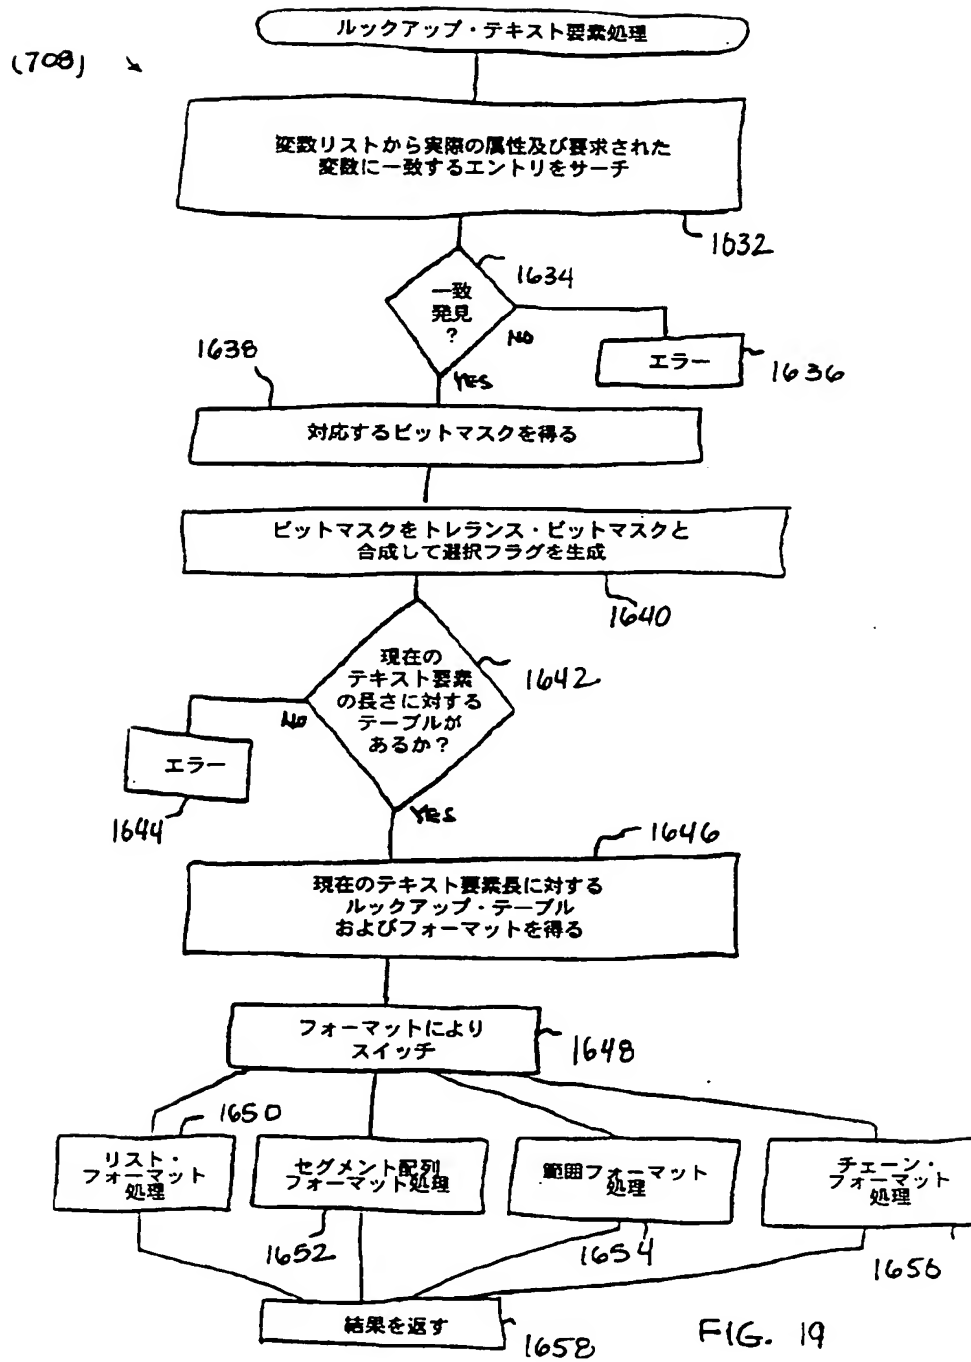 ルックアップ・テキスト要素処理
(708)
変数リストから実際の属性及び要求された
変数に一致するエントリをサーチ
1632
1634
一致
発見
?
NO
エラー
1636
1638
YES
対応するビットマスクを得る
ビットマスクをトレランス・ビットマスクと
合成して選択フラグを生成
1640
現在の
テキスト要素
の長さに対する
テーブルが
あるか？
1642
NO
エラー
1644
YES
1646
現在のテキスト要素長に対する
ルックアップ・テーブル
およびフォーマットを得る
フォーマットにより
スイッチ
1648
1650
リスト・
フォーマット
処理
セグメント配列
フォーマット処理
範囲フォーマット
処理
チェーン・
フォーマット
処理
1652
1654
1656
結果を返す
1658
FIG. 19